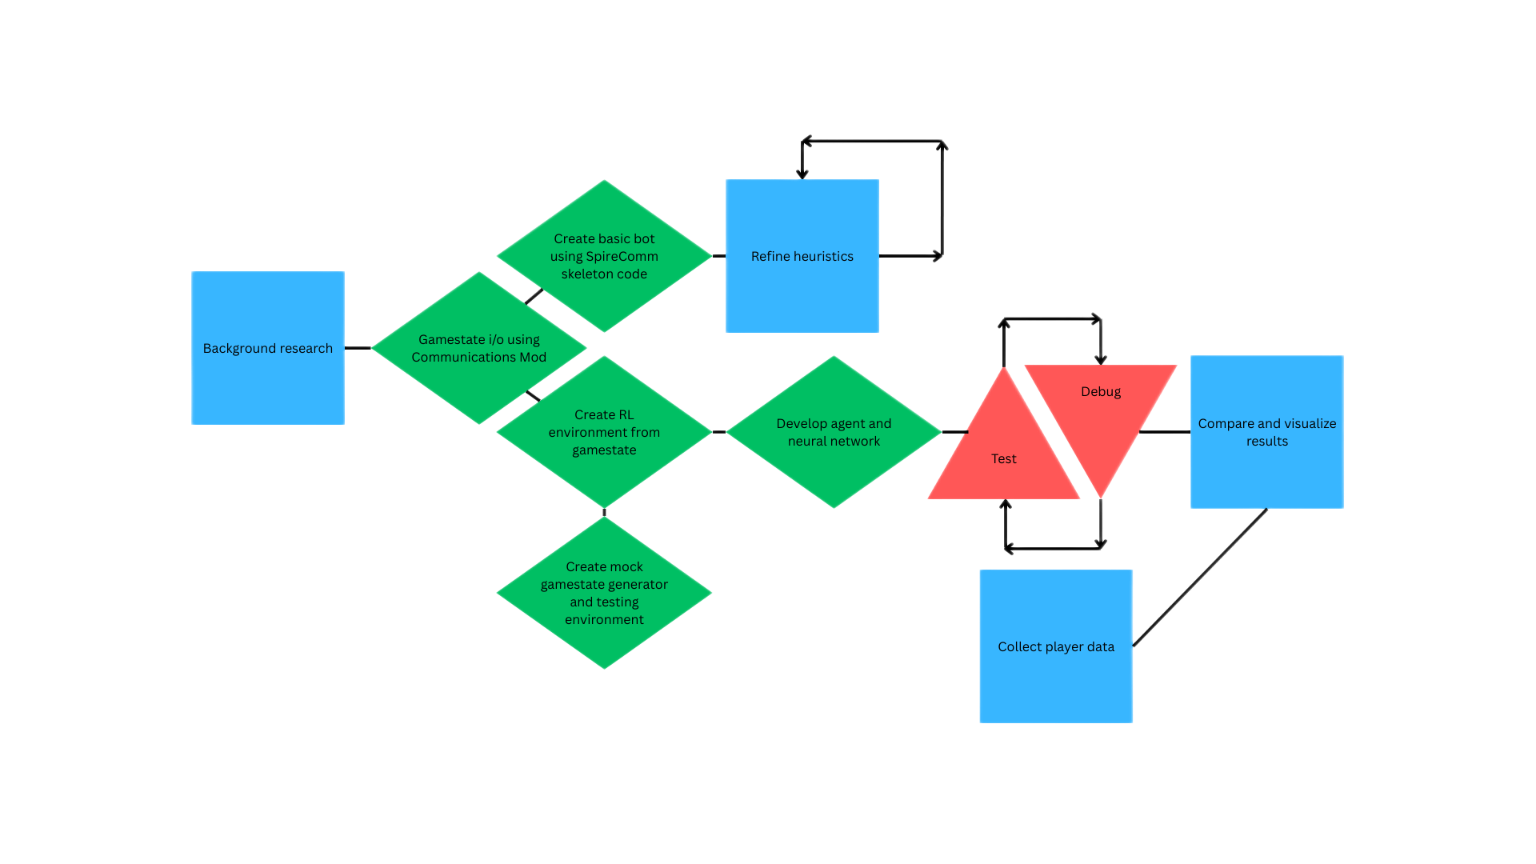 Background research
Gamestate i/o using
Communications Mod
Create basic bot
using SpireComm
skeleton code
Refine heuristics
Create RL
environment from
gamestate
Create mock
gamestate generator
and testing
environment
Develop agent and
neural network
Test
Debug
Compare and visualize
results
Collect player data